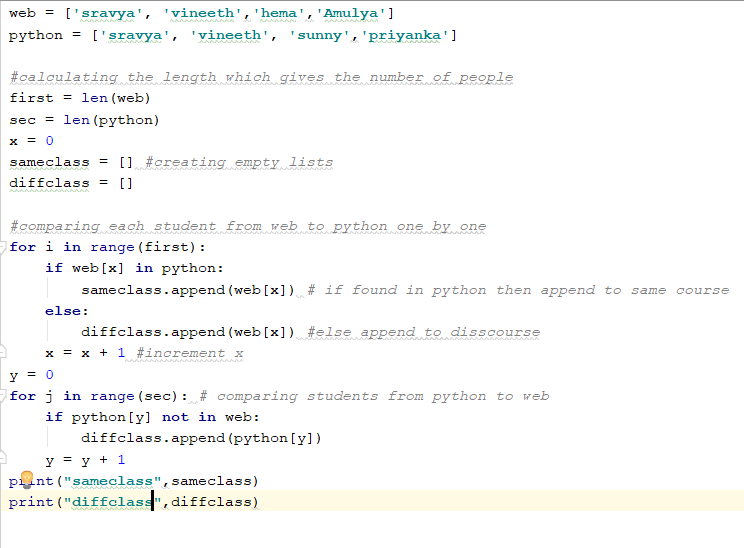 web = ['sravya', 'vineeth','hema','Amulya']
python = ['sravya', 'vineeth', 'sunny','priyanka']
#calculating the length which gives the number of people
first = len(web)
sec = len(python)
x = 0
sameclass = [] #creating empty lists
diffclass = []
#comparing each student from web to python one by one
for i in range(first):
    if web[x] in python:
        sameclass.append(web[x]) # if found in python then append to same course
    else:
        diffclass.append(web[x]) #else append to disscourse
    x = x + 1 #increment x
y = 0
for j in range(sec): # comparing students from python to web
    if python[y] not in web:
        diffclass.append(python[y])
    y = y + 1
print("sameclass",sameclass)
print("diffclass",diffclass)